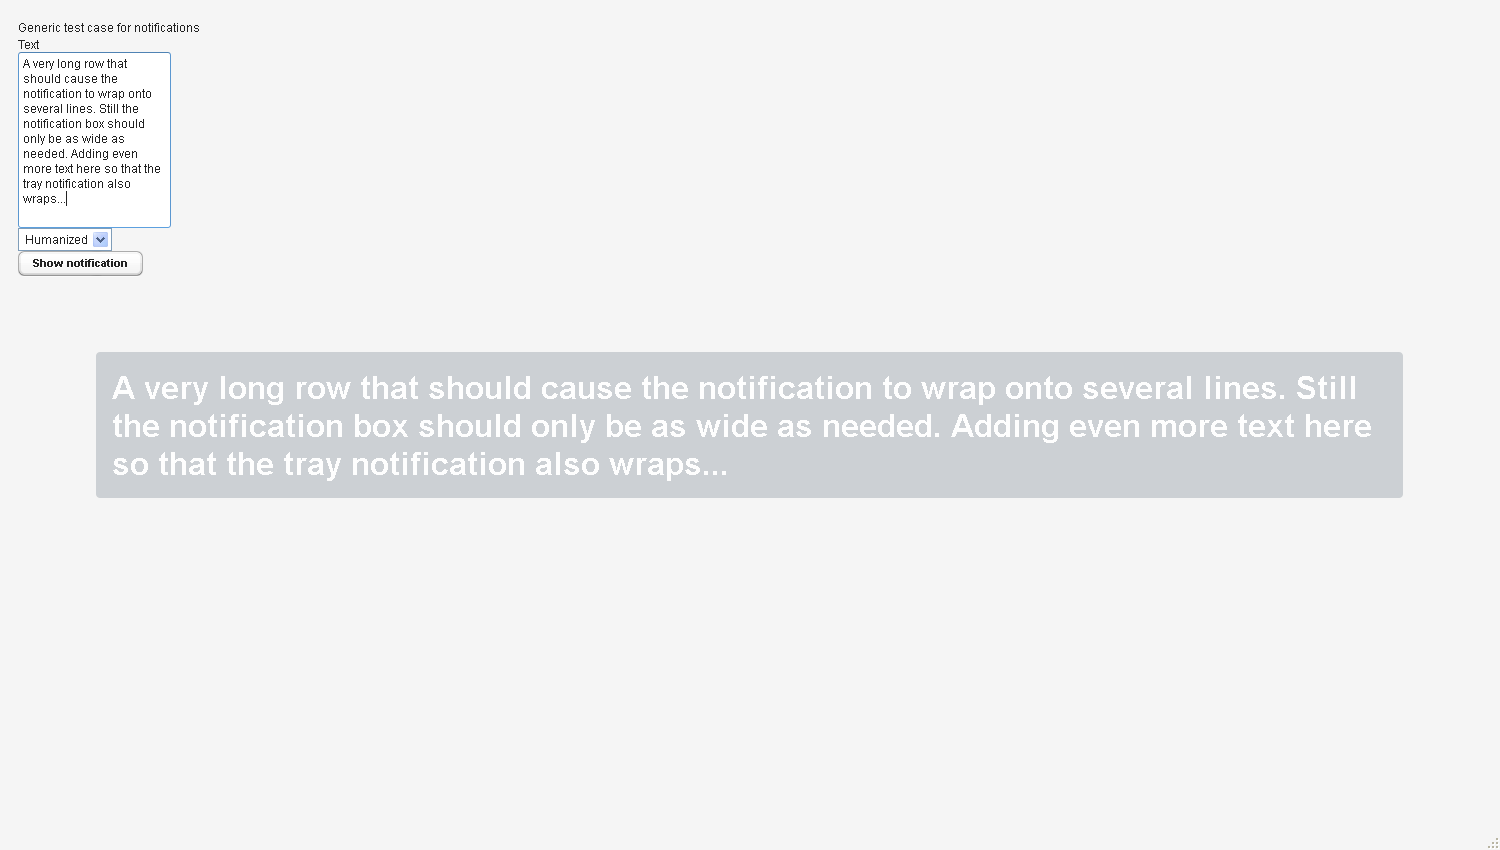 Generic test case for notifications
Text
A very long row that
should cause the
notification to wrap onto
several lines. Still the
notification box should
only be as wide as
needed. Adding even
more text here so that the
tray notification also
wraps...
Humanized
Show notification
A very long row that should cause the notification to wrap onto several lines. Still
the notification box should only be as wide as needed. Adding even more text here
so that the tray notification also wraps...